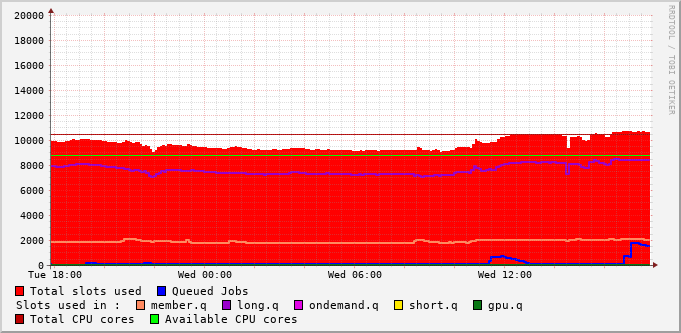 20000
18000
16000
14000
12000
10000
8000
6000
4000
2000
0
Tue 18:00 Wed 00:00 Wed 06:00 Wed 12:00
Total slots used Queued Jobs
Slots used in : member.q long.q ondemand.q short.q gpu.q
Total CPU cores Available CPU cores
RRDTOOL / TOBI OETIKER